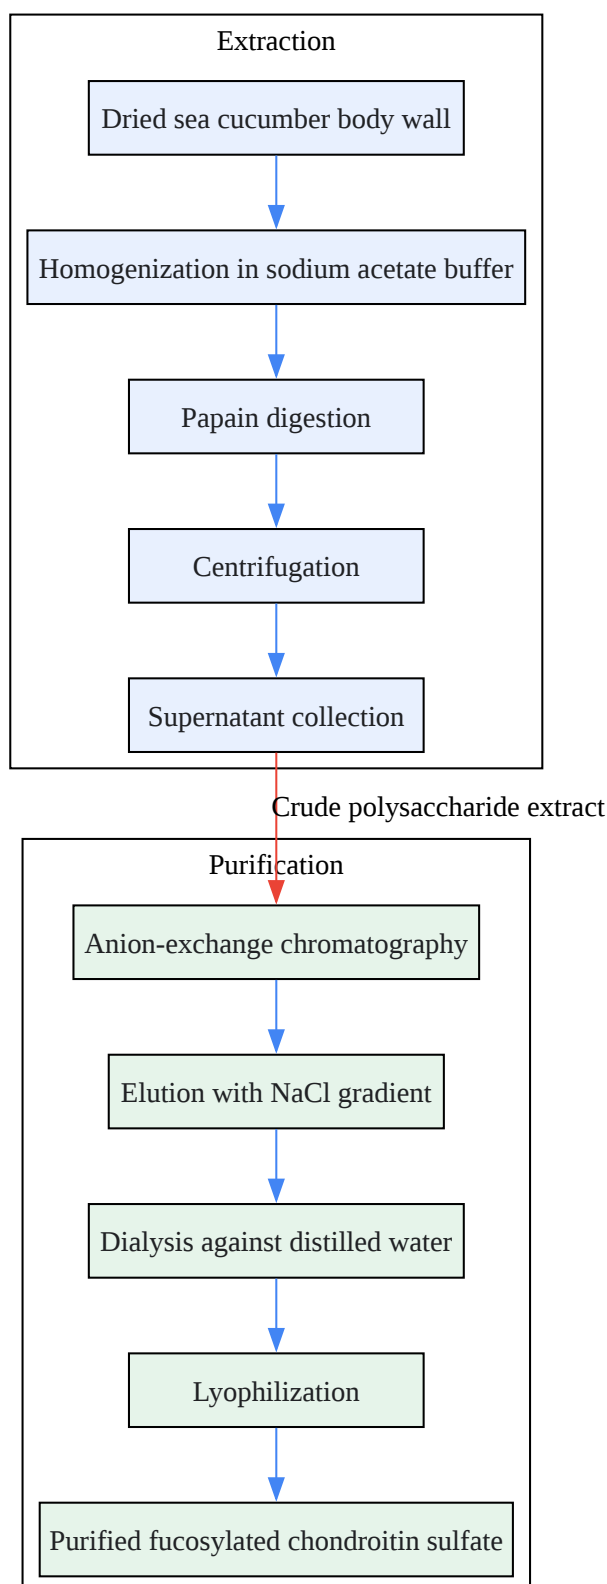 Extraction
Dried sea cucumber body wall
Homogenization in sodium acetate buffer
Papain digestion
Centrifugation
Supernatant collection
Crude polysaccharide extract
Purification
Anion-exchange chromatography
Elution with NaCl gradient
Dialysis against distilled water
Lyophilization
Purified fucosylated chondroitin sulfate